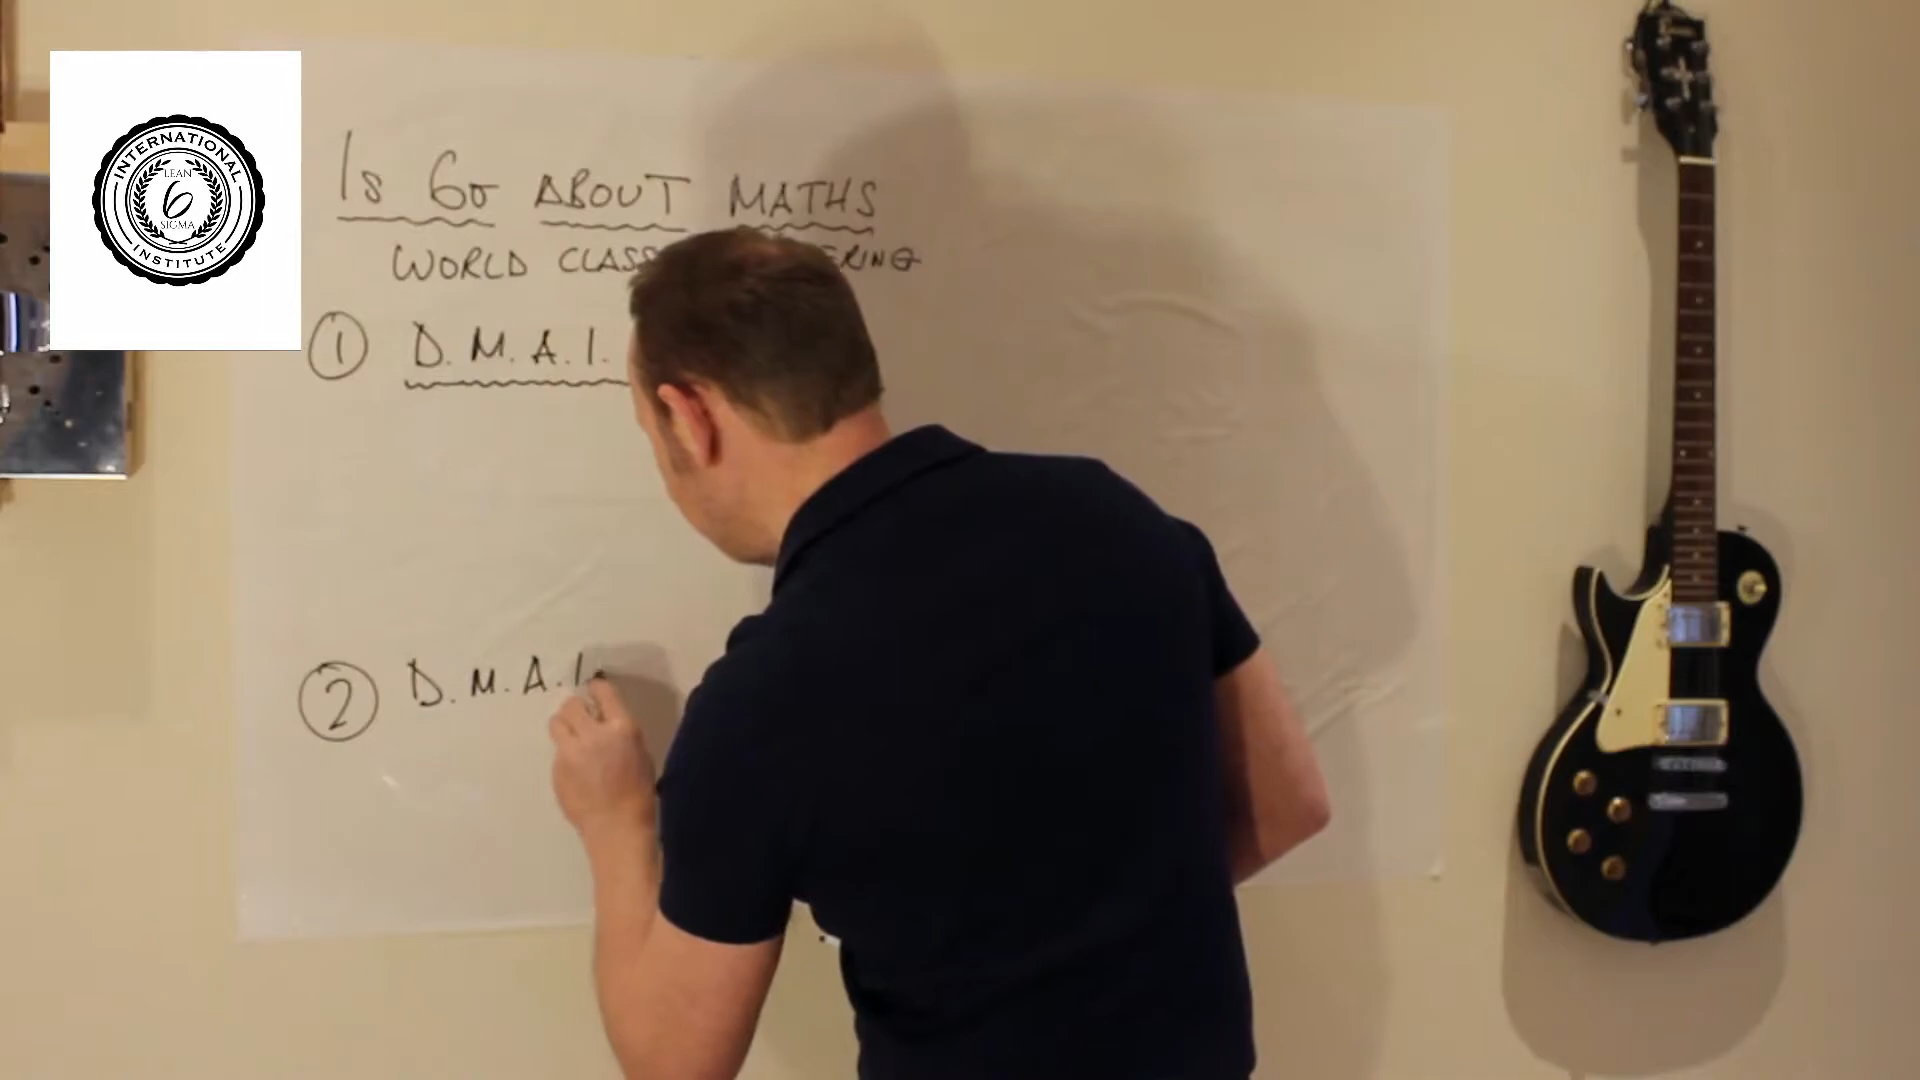 INTERNATIONAL
LEAN
6
SIGMA
INSTITUTE
Is 6σ ABOUT MATHS
WORLD CLASS
1 D. M. A. I.
2 D. M. A. I.